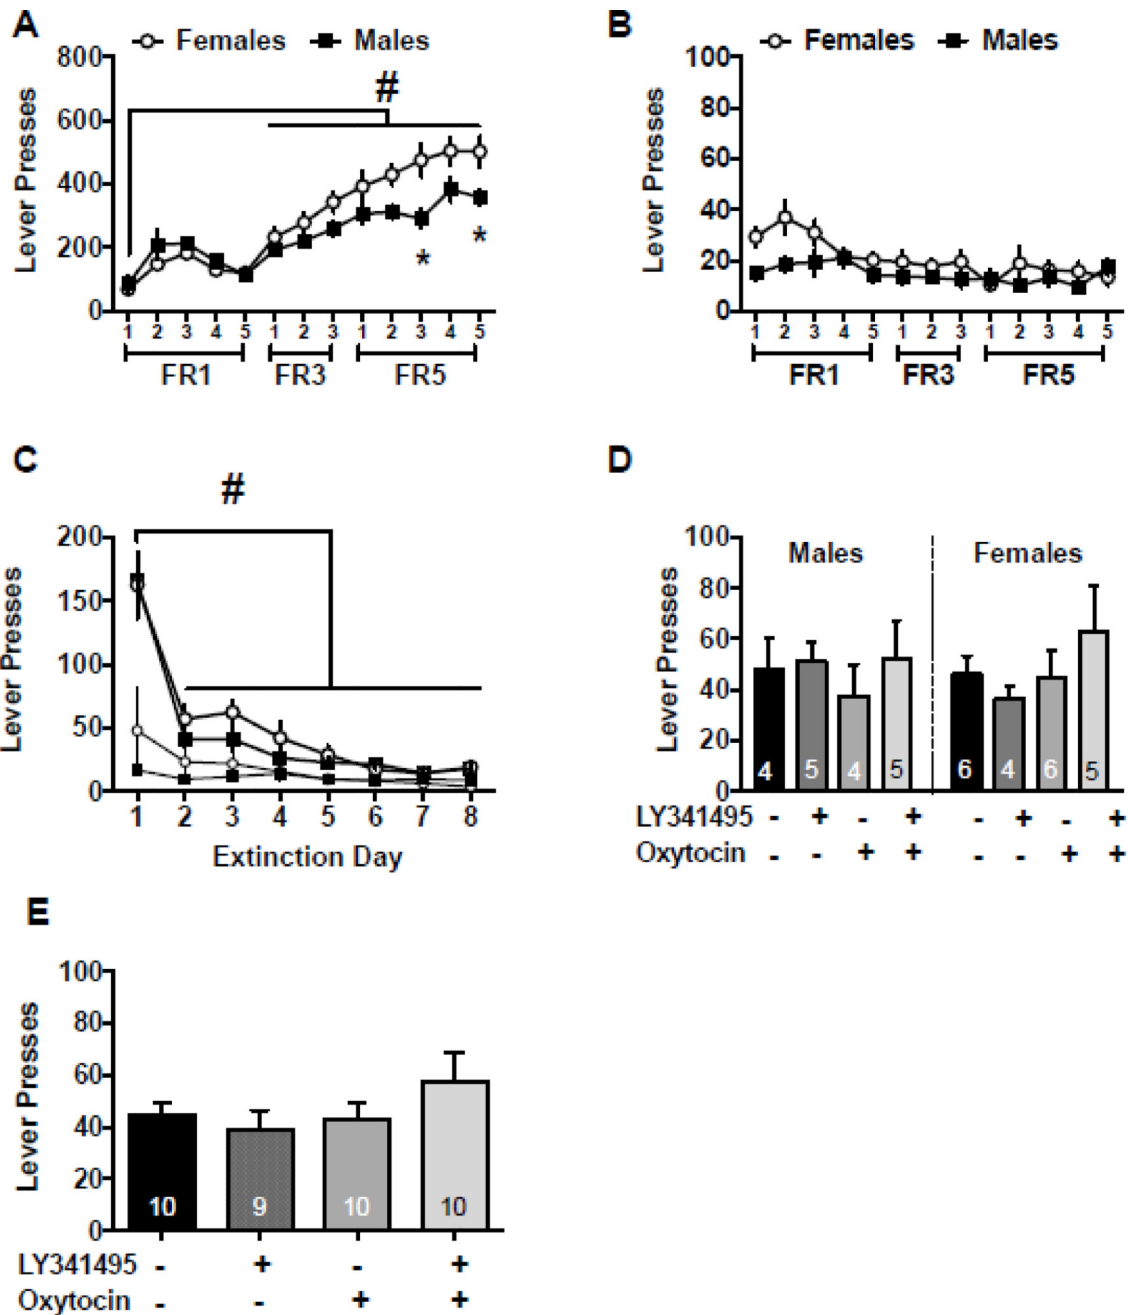 A
Females Males
#
Lever Presses
800
600
400
200
0
*
*
1 2 3 4 5 1 2 3 1 2 3 4 5
FR1 FR3 FR5
B
Females Males
Lever Presses
100
80
60
40
20
0
1 2 3 4 5 1 2 3 1 2 3 4 5
FR1 FR3 FR5
C
#
Lever Presses
200
150
100
50
0
1 2 3 4 5 6 7 8
Extinction Day
D
Males Females
Lever Presses
100
80
60
40
20
0
4 5 4 5 6 4 6 5
LY341495 - + - + - + - +
Oxytocin - - + + - - + +
E
Lever Presses
100
80
60
40
20
0
10 9 10 10
LY341495 - + - +
Oxytocin - - + +